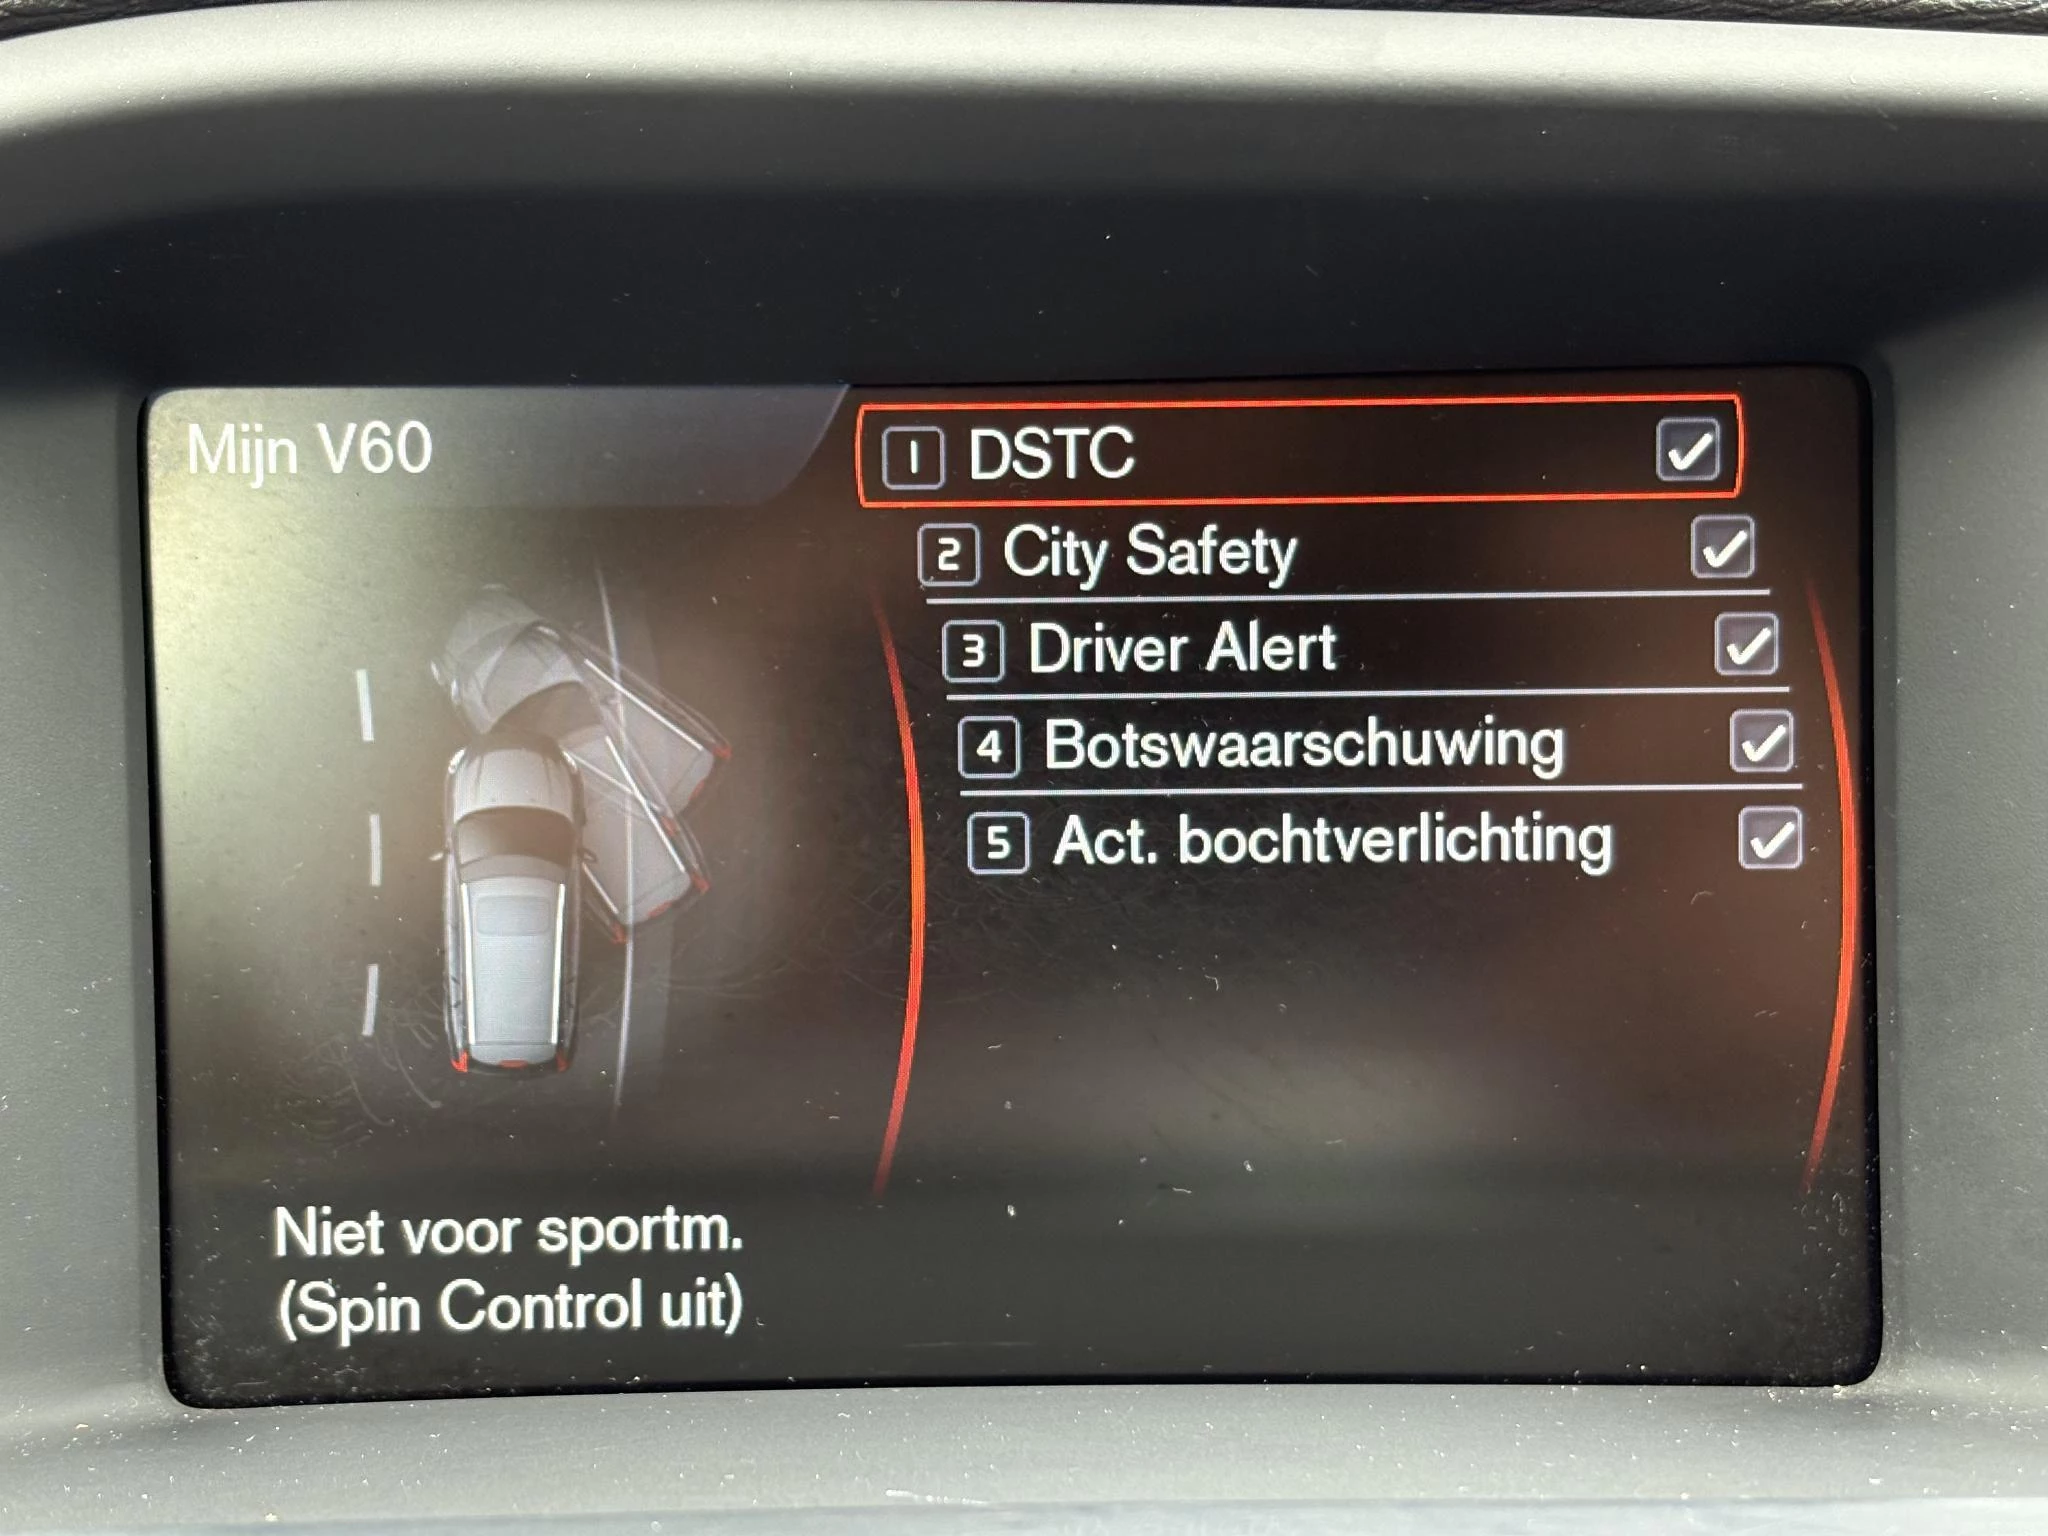 Mijn V60
1 DSTC
2 City Safety
3 Driver Alert
4 Botswaarschuwing
5 Act. bochtverlichting
Niet voor sportm.
(Spin Control uit)